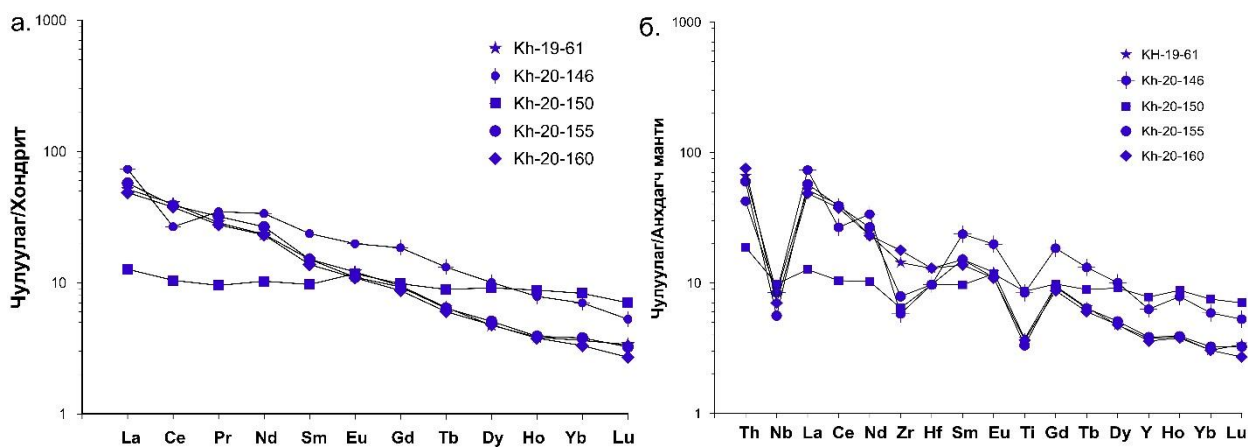 а.
1000
100
10
1
Чулуулаг/Хондрит
Kh-19-61
Kh-20-146
Kh-20-150
Kh-20-155
Kh-20-160
La Ce Pr Nd Sm Eu Gd Tb Dy Ho Yb Lu
б.
1000
100
10
1
Чулуулаг/Анхдагч манти
KH-19-61
Kh-20-146
Kh-20-150
Kh-20-155
Kh-20-160
Th Nb La Ce Nd Zr Hf Sm Eu Ti Gd Tb Dy Y Ho Yb Lu